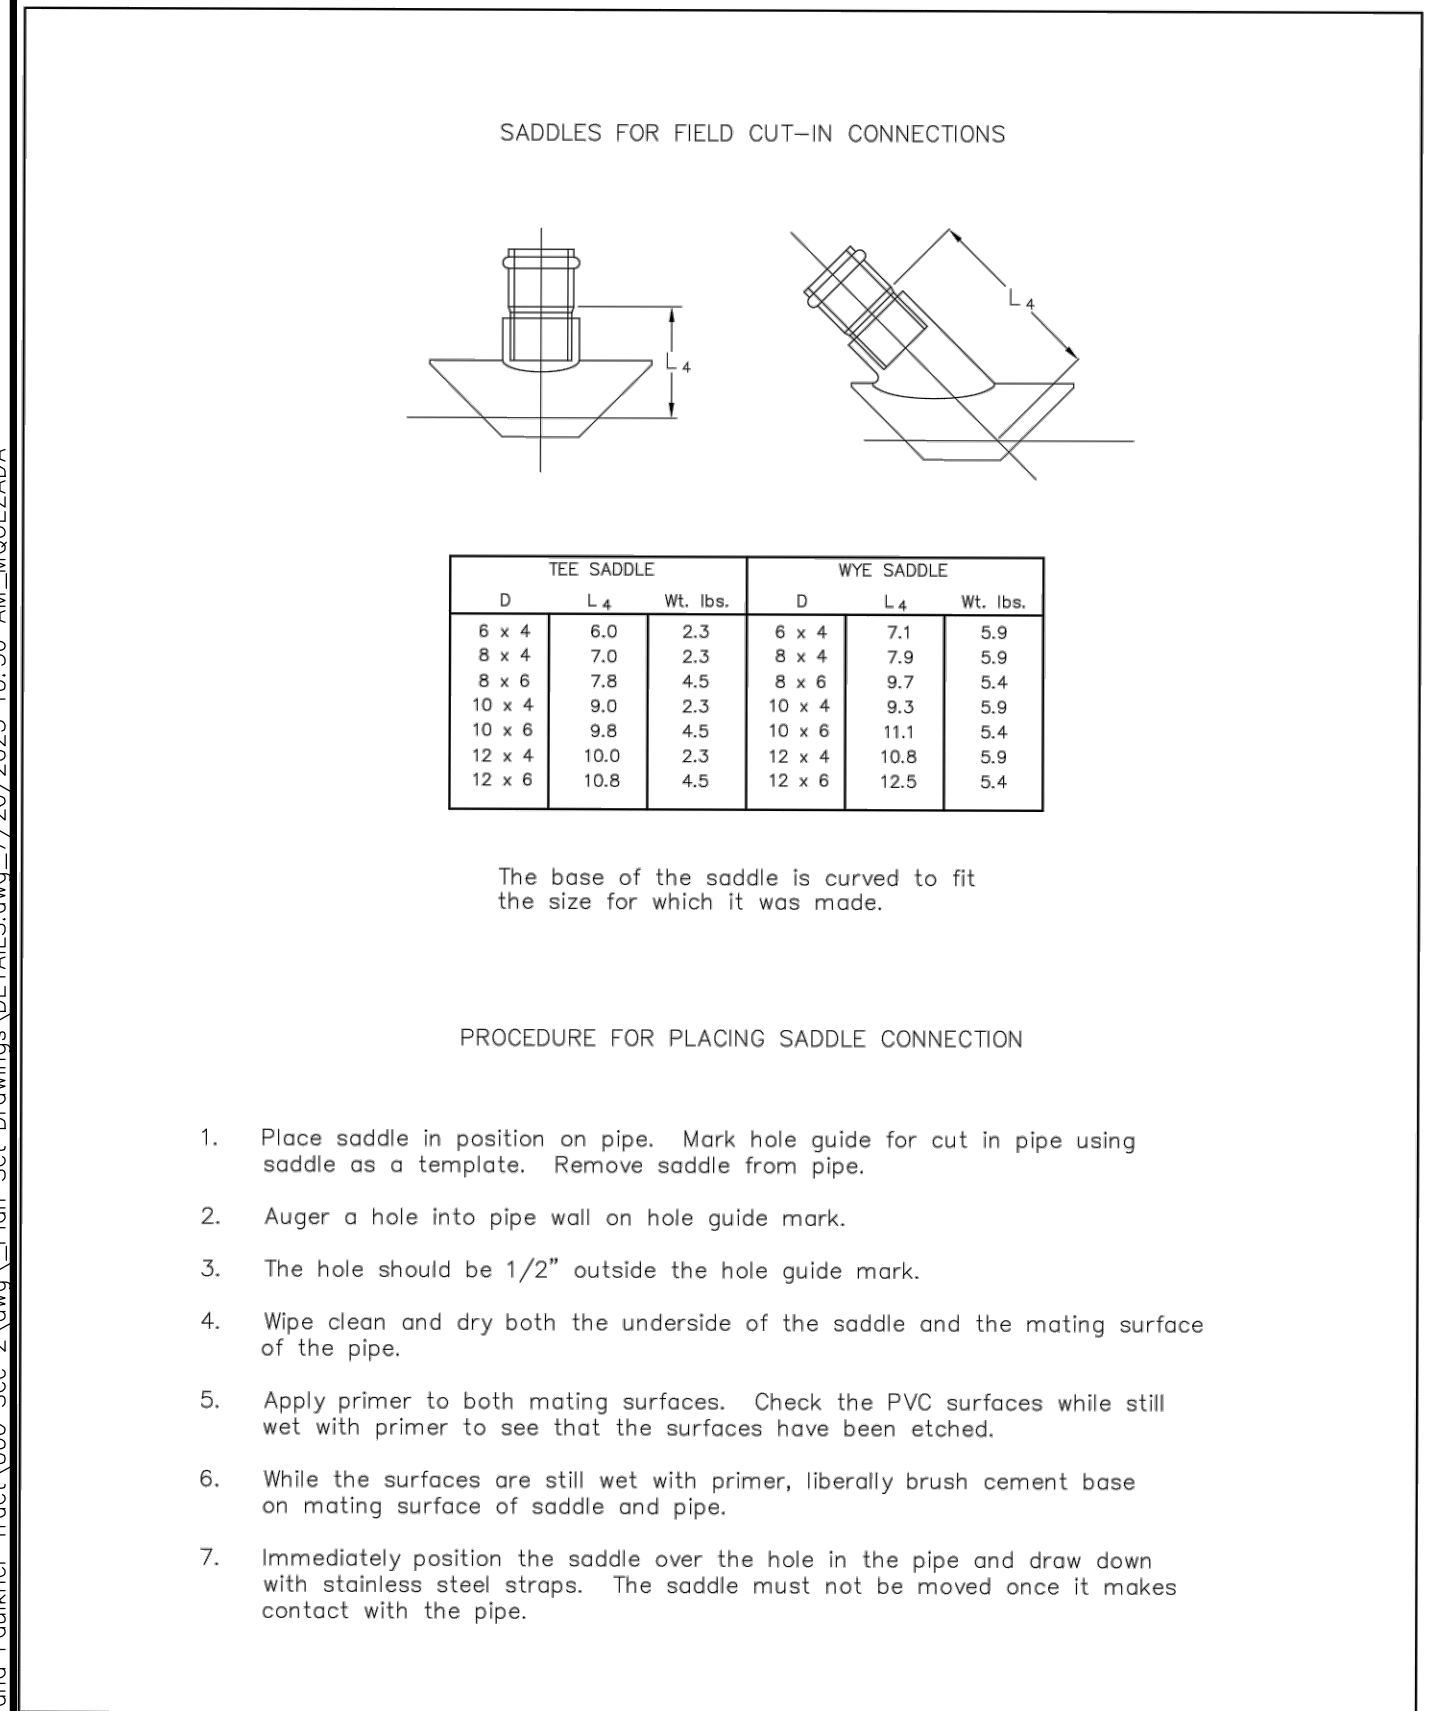 SADDLES FOR FIELD CUT-IN CONNECTIONS
L4
L4
TEE SADDLE WYE SADDLE
D L4 Wt. lbs. D L4 Wt. lbs.
6 x 4 6.0 2.3 6 x 4 7.1 5.9
8 x 4 7.0 2.3 8 x 4 7.9 5.9
8 x 6 7.8 4.5 8 x 6 9.7 5.4
10 x 4 9.0 2.3 10 x 4 9.3 5.9
10 x 6 9.8 4.5 10 x 6 11.1 5.4
12 x 4 10.0 2.3 12 x 4 10.8 5.9
12 x 6 10.8 4.5 12 x 6 12.5 5.4
The base of the saddle is curved to fit
the size for which it was made.
PROCEDURE FOR PLACING SADDLE CONNECTION
1. Place saddle in position on pipe. Mark hole guide for cut in pipe using
saddle as a template. Remove saddle from pipe.
2. Auger a hole into pipe wall on hole guide mark.
3. The hole should be 1/2" outside the hole guide mark.
4. Wipe clean and dry both the underside of the saddle and the mating surface
of the pipe.
5. Apply primer to both mating surfaces. Check the PVC surfaces while still
wet with primer to see that the surfaces have been etched.
6. While the surfaces are still wet with primer, liberally brush cement base
on mating surface of saddle and pipe.
7. Immediately position the saddle over the hole in the pipe and draw down
with stainless steel straps. The saddle must not be moved once it makes
contact with the pipe.